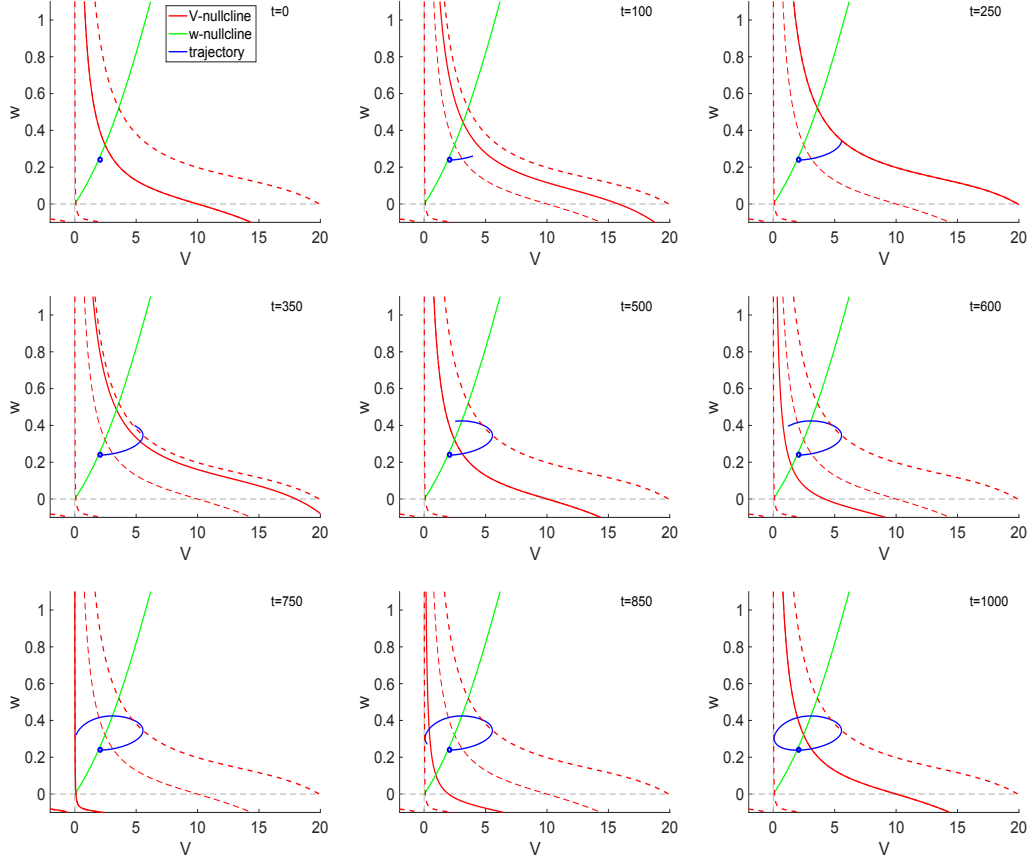 t=0
V-nullcline
w-nullcline
trajectory
1
0.8
0.6
0.4
0.2
0
w
0 5 10 15 20
V
t=100
1
0.8
0.6
0.4
0.2
0
w
0 5 10 15 20
V
t=250
1
0.8
0.6
0.4
0.2
0
w
0 5 10 15 20
V
t=350
1
0.8
0.6
0.4
0.2
0
w
0 5 10 15 20
V
t=500
1
0.8
0.6
0.4
0.2
0
w
0 5 10 15 20
V
t=600
1
0.8
0.6
0.4
0.2
0
w
0 5 10 15 20
V
t=750
1
0.8
0.6
0.4
0.2
0
w
0 5 10 15 20
V
t=850
1
0.8
0.6
0.4
0.2
0
w
0 5 10 15 20
V
t=1000
1
0.8
0.6
0.4
0.2
0
w
0 5 10 15 20
V